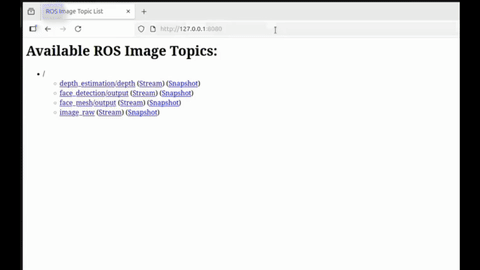 ROS Image Topic List
http://127.0.0.1:8089
Available ROS Image Topics:
/
depth_estimation/depth (Stream) (Snapshot)
face_detection/output (Stream) (Snapshot)
face_mesh/output (Stream) (Snapshot)
image_raw (Stream) (Snapshot)